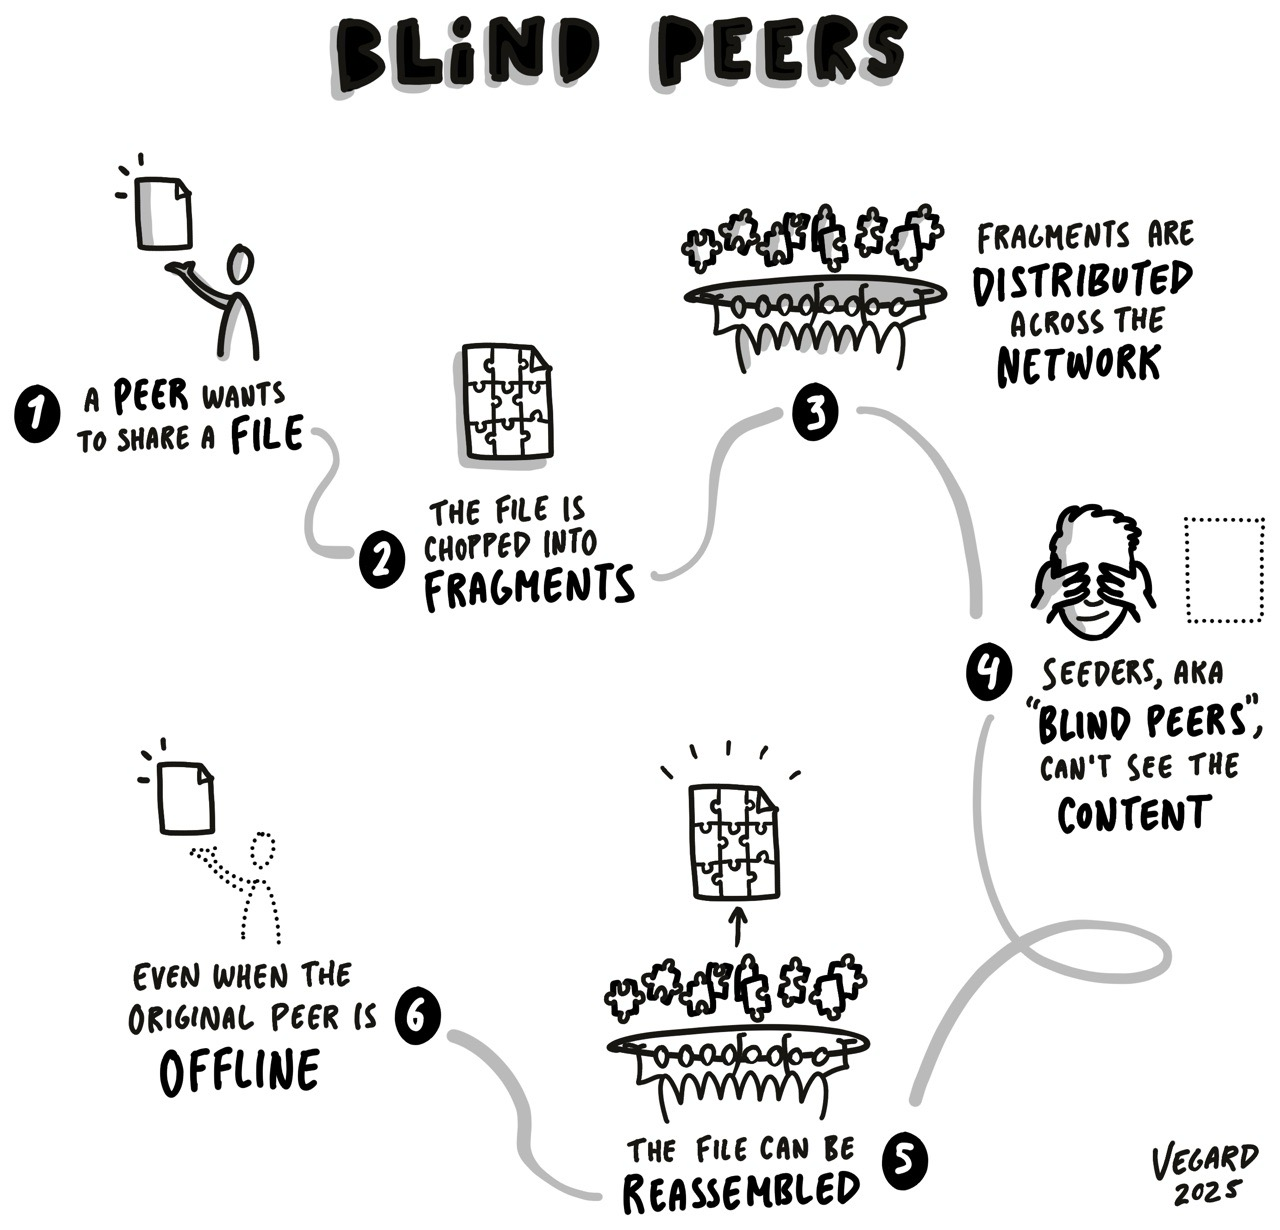 BLiND PEERS
1
A PEER WANTS
TO SHARE A FILE
2
THE FILE IS
CHOPPED INTO
FRAGMENTS
3
FRAGMENTS ARE
DISTRIBUTED
ACROSS THE
NETWORK
4
SEEDERS, AKA
"BLIND PEERS",
CAN'T SEE THE
CONTENT
5
THE FILE CAN BE
REASSEMBLED
6
EVEN WHEN THE
ORIGINAL PEER IS
OFFLINE
VEGARD
2025